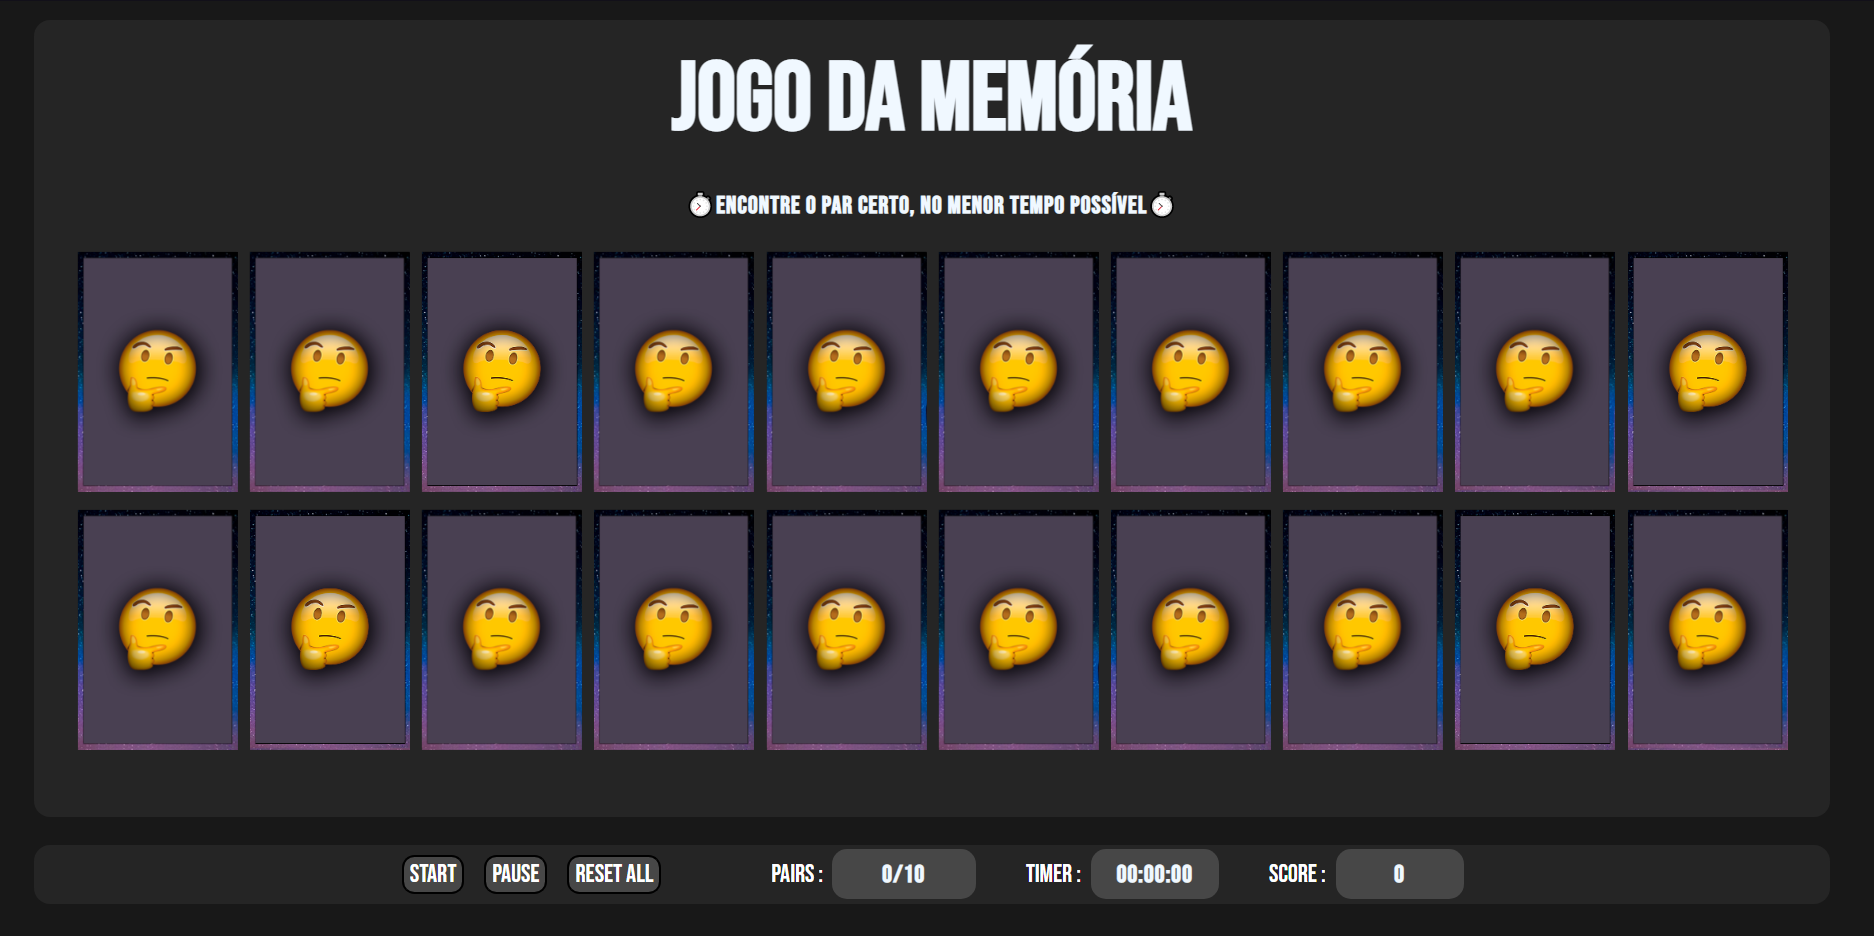 JOGO DA MEMÓRIA
ENCONTRE O PAR CERTO, NO MENOR TEMPO POSSÍVEL
START PAUSE RESET ALL PAIRS : 0/10 TIMER : 00:00:00 SCORE : 0